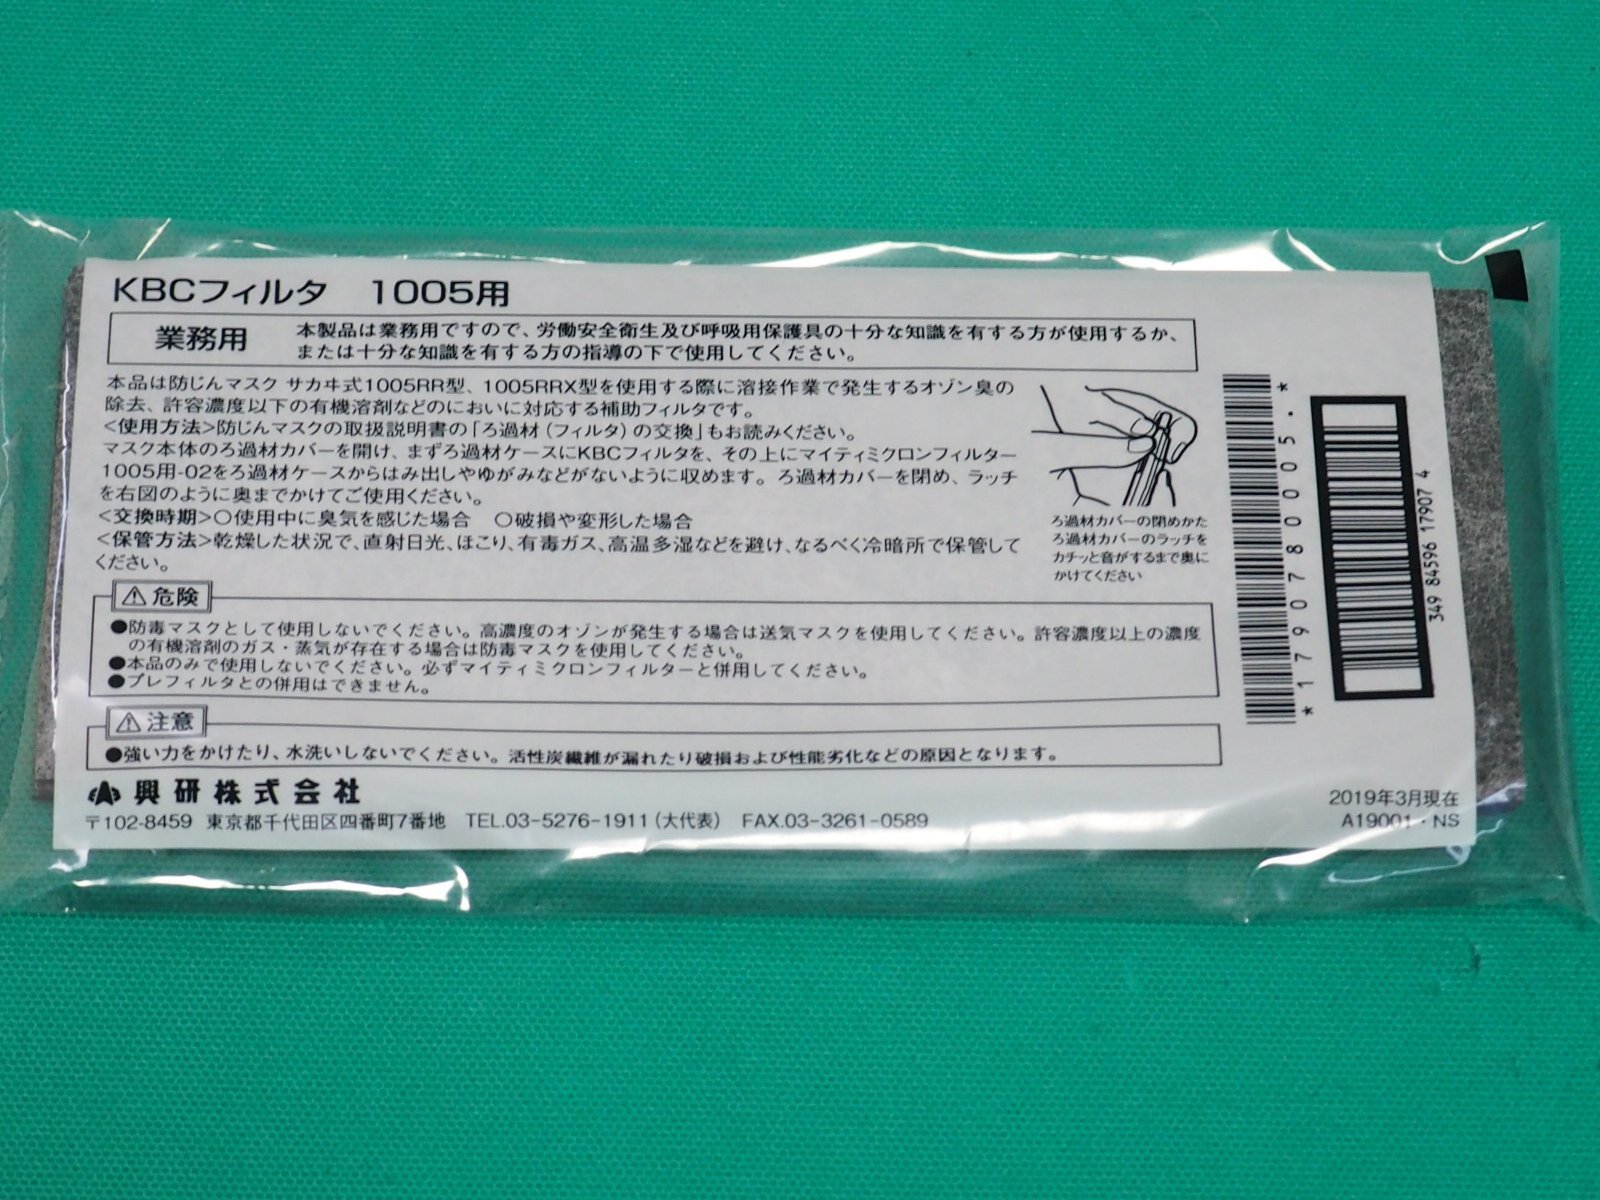 KBCフィルタ　1005用
業務用
本製品は業務用ですので、労働安全衛生及び呼吸用保護具の十分な知識を有する方が使用するか、
または十分な知識を有する方の指導の下で使用してください。
本品は防じんマスク サカヰ式1005RR型、1005RRX型を使用する際に溶接作業で発生するオゾン臭の
除去、許容濃度以下の有機溶剤などのにおいに対応する補助フィルタです。
<使用方法>防じんマスクの取扱説明書の「ろ過材（フィルタ）の交換」もお読みください。
マスク本体のろ過材カバーを開け、まずろ過材ケースにKBCフィルタを、その上にマイティミクロンフィルター
1005用-02をろ過材ケースからはみ出しやゆがみなどがないように収めます。ろ過材カバーを閉め、ラッチ
を右図のように奥までかけてご使用ください。
<交換時期>○使用中に臭気を感じた場合　○破損や変形した場合
<保管方法>乾燥した状況で、直射日光、ほこり、有毒ガス、高温多湿などを避け、なるべく冷暗所で保管して
ください。
ろ過材カバーの閉めかた
ろ過材カバーのラッチを
カチッと音がするまで奥に
かけてください
⚠危険
●防毒マスクとして使用しないでください。高濃度のオゾンが発生する場合は送気マスクを使用してください。許容濃度以上の濃度
の有機溶剤のガス・蒸気が存在する場合は防毒マスクを使用してください。
●本品のみで使用しないでください。必ずマイティミクロンフィルターと併用してください。
●プレフィルタとの併用はできません。
⚠注意
●強い力をかけたり、水洗いしないでください。活性炭繊維が漏れたり破損および性能劣化などの原因となります。
興研株式会社
〒102-8459　東京都千代田区四番町7番地　TEL.03-5276-1911（大代表）　FAX.03-3261-0589
*179078005.*
349 84596 17907 4
2019年3月現在
A19001・NS